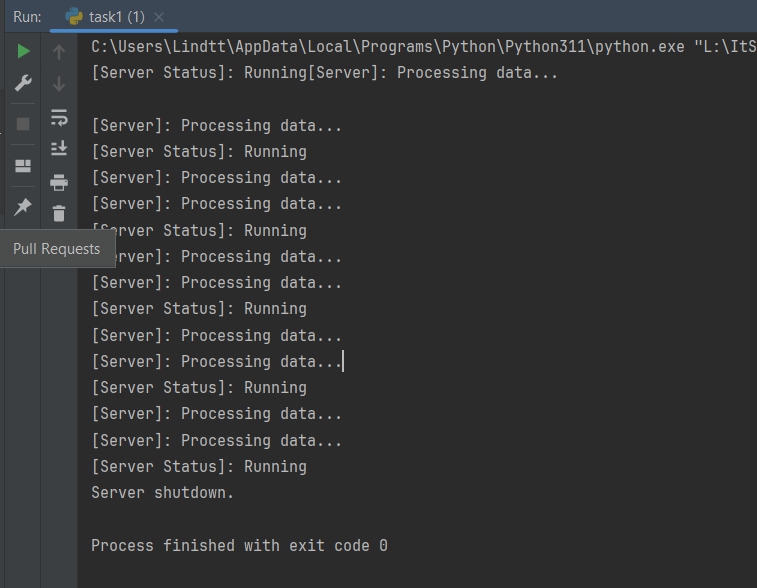 Run:
task1 (1)
C:\Users\Lindtt\AppData\Local\Programs\Python\Python311\python.exe "L:\ItS
[Server Status]: Running[Server]: Processing data...
[Server]: Processing data...
[Server Status]: Running
[Server]: Processing data...
[Server]: Processing data...
[Server Status]: Running
Pull Requests
erver]: Processing data...
[Server]: Processing data...
[Server Status]: Running
[Server]: Processing data...
[Server]: Processing data...
[Server Status]: Running
[Server]: Processing data...
[Server]: Processing data...
[Server Status]: Running
Server shutdown.
Process finished with exit code 0